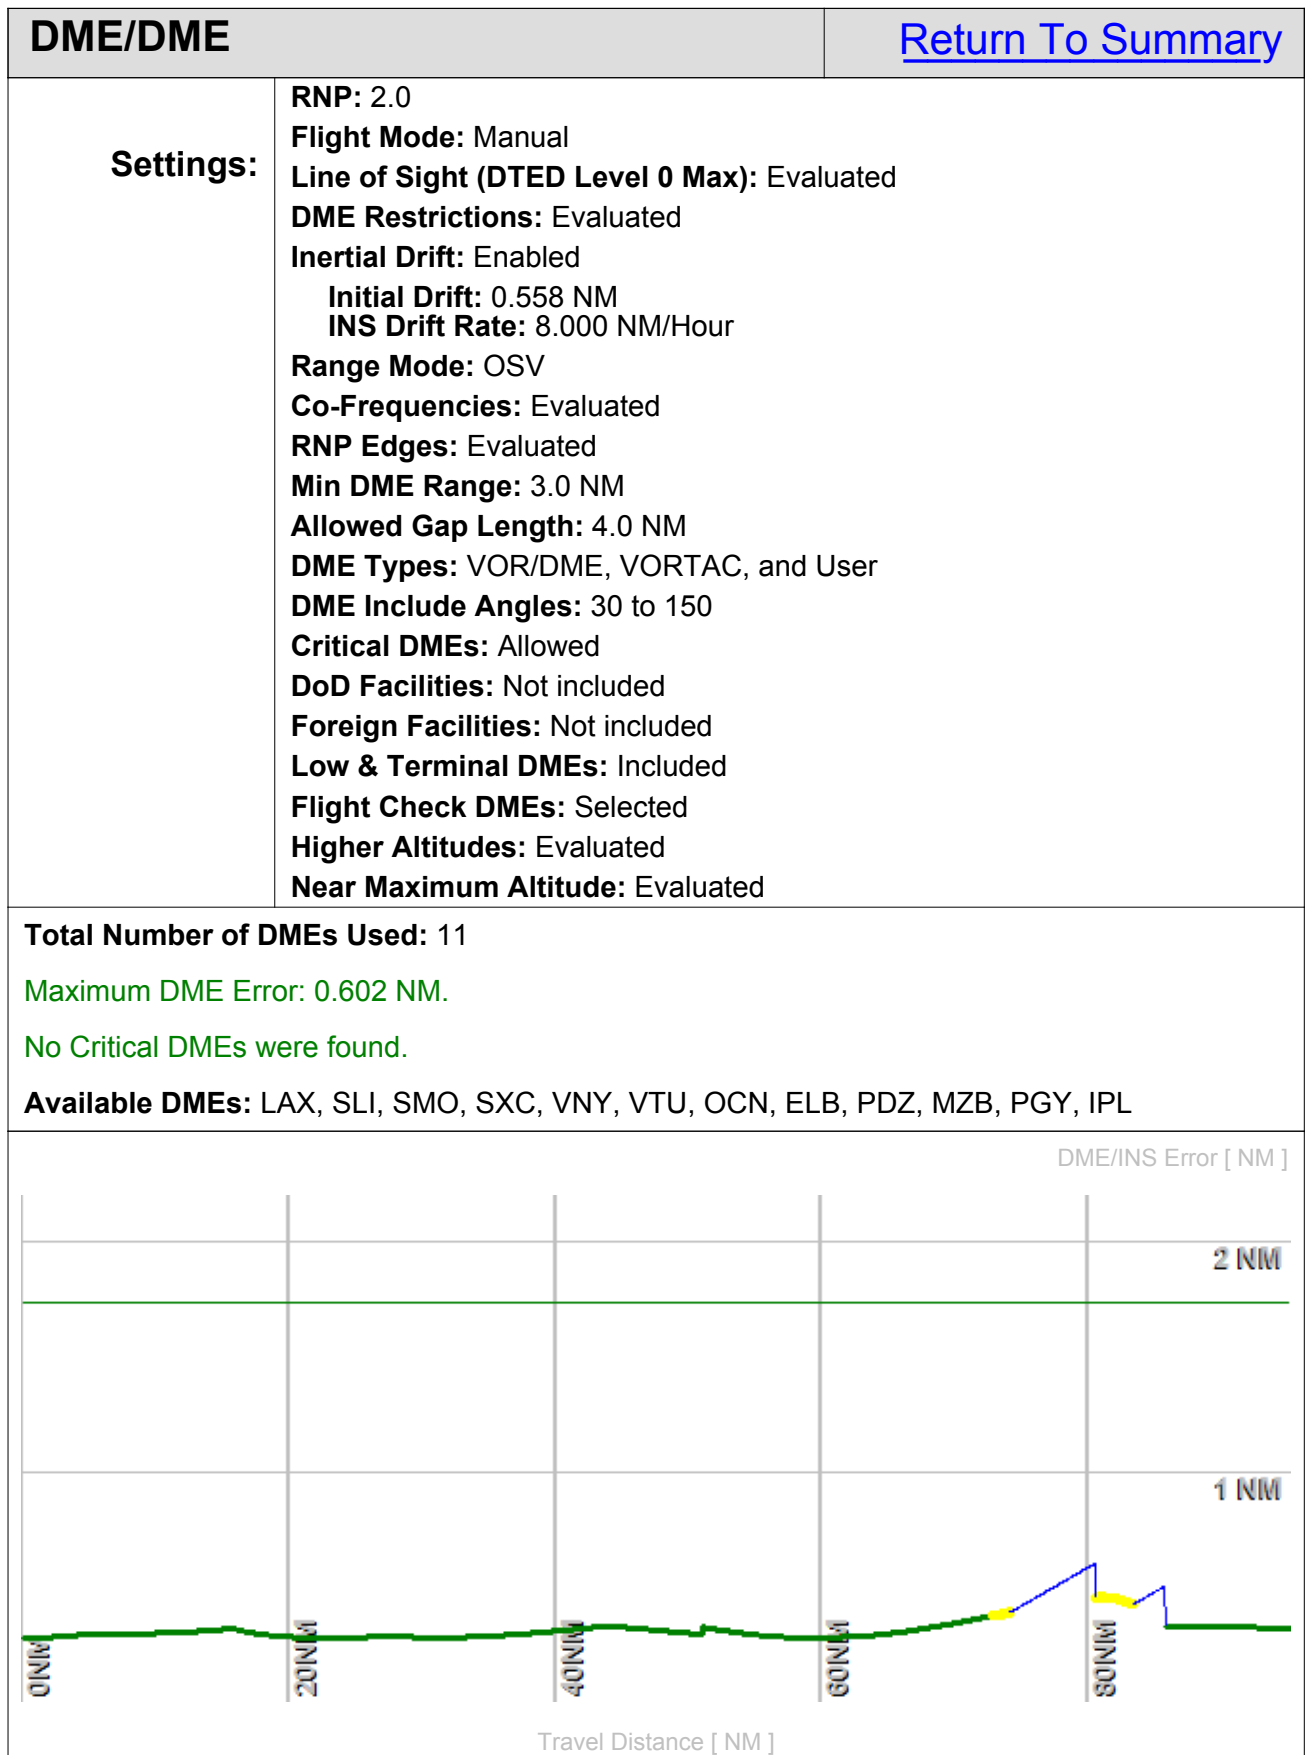 DME/DME
Return To Summary
Settings:
RNP: 2.0
Flight Mode: Manual
Line of Sight (DTED Level 0 Max): Evaluated
DME Restrictions: Evaluated
Inertial Drift: Enabled
Initial Drift: 0.558 NM
INS Drift Rate: 8.000 NM/Hour
Range Mode: OSV
Co-Frequencies: Evaluated
RNP Edges: Evaluated
Min DME Range: 3.0 NM
Allowed Gap Length: 4.0 NM
DME Types: VOR/DME, VORTAC, and User
DME Include Angles: 30 to 150
Critical DMEs: Allowed
DoD Facilities: Not included
Foreign Facilities: Not included
Low & Terminal DMEs: Included
Flight Check DMEs: Selected
Higher Altitudes: Evaluated
Near Maximum Altitude: Evaluated
Total Number of DMEs Used: 11
Maximum DME Error: 0.602 NM.
No Critical DMEs were found.
Available DMEs: LAX, SLI, SMO, SXC, VNY, VTU, OCN, ELB, PDZ, MZB, PGY, IPL
DME/INS Error [ NM ]
2 NM
1 NM
0NM
20NM
40NM
60NM
80NM
Travel Distance [ NM ]